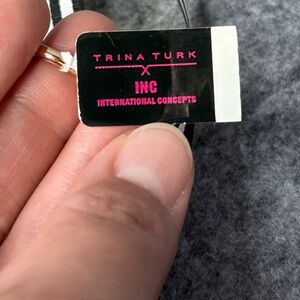 TRINA TURK
X
INC
INTERNATIONAL CONCEPTS